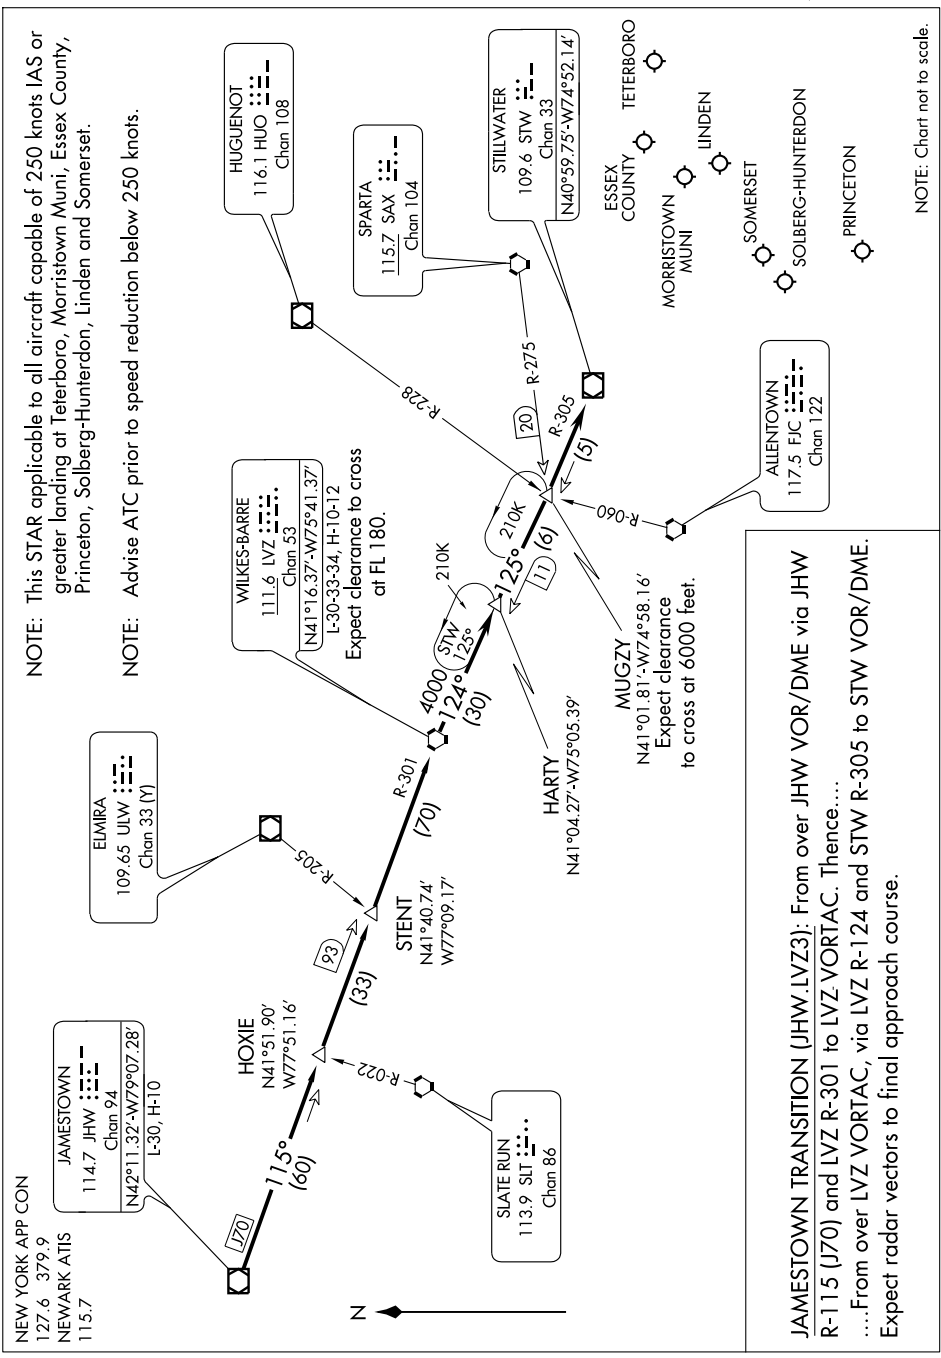 NEW YORK APP CON
127.6 379.9
NEWARK ATIS
115.7
NOTE: This STAR applicable to all aircraft capable of 250 knots IAS or
greater landing at Teterboro, Morristown Muni, Essex County,
Princeton, Solberg-Hunterdon, Linden and Somerset.
NOTE: Advise ATC prior to speed reduction below 250 knots.
JAMESTOWN
114.7 JHW
Chan 94
N42°11.32′-W79°07.28′
L-30, H-10
ELMIRA
109.65 ULW
Chan 33 (Y)
WILKES-BARRE
111.6 LVZ
Chan 53
N41°16.37′-W75°41.37′
L-30-33-34, H-10-12
Expect clearance to cross
at FL 180.
HUGUENOT
116.1 HUO
Chan 108
SPARTA
115.7 SAX
Chan 104
STILLWATER
109.6 STW
Chan 33
N40°59.75′-W74°52.14′
J70
115°
(60)
HOXIE
N41°51.90′
W77°51.16′
R-022
93
(33)
R-205
STENT
N41°40.74′
W77°09.17′
R-301
(70)
4000
124°
(30)
STW
125°
210K
HARTY
N41°04.27′-W75°05.39′
125°
(6)
11
210K
MUGZY
N41°01.81′-W74°58.16′
Expect clearance
to cross at 6000 feet.
R-228
20
R-275
R-305
(5)
R-060
SLATE RUN
113.9 SLT
Chan 86
ALLENTOWN
117.5 FJC
Chan 122
TETERBORO
ESSEX
COUNTY
LINDEN
MORRISTOWN
MUNI
SOMERSET
SOLBERG-HUNTERDON
PRINCETON
N
NOTE: Chart not to scale.
JAMESTOWN TRANSITION (JHW.LVZ3): From over JHW VOR/DME via JHW
R-115 (J70) and LVZ R-301 to LVZ VORTAC. Thence....
....From over LVZ VORTAC, via LVZ R-124 and STW R-305 to STW VOR/DME.
Expect radar vectors to final approach course.